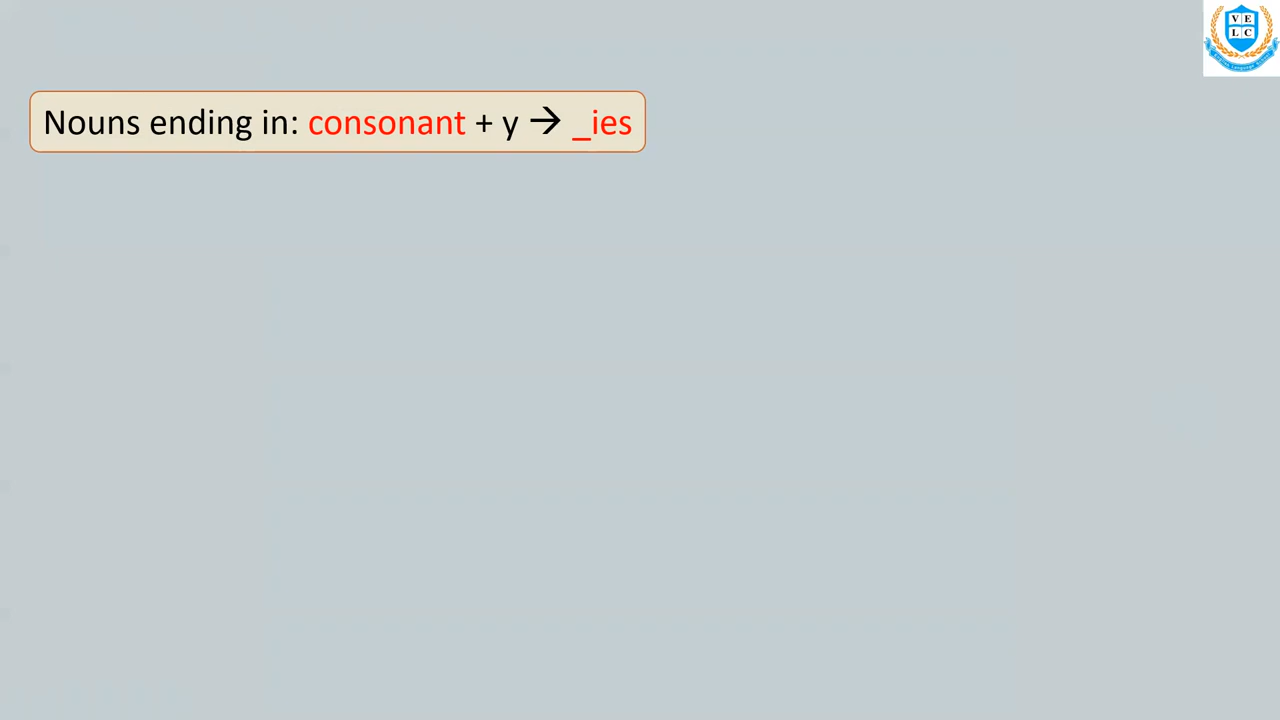 Nouns ending in: consonant + y → _ies
V E
L C